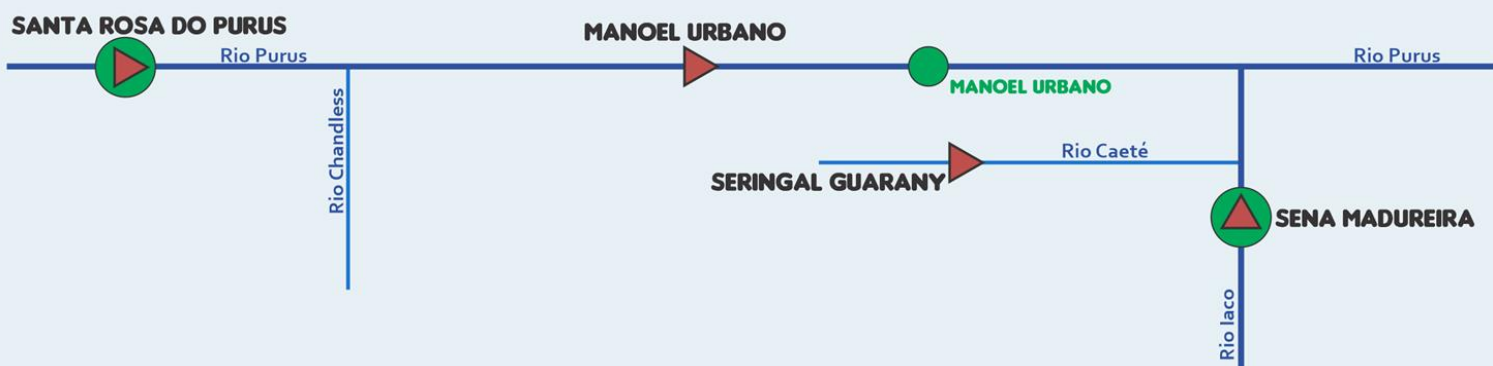 SANTA ROSA DO PURUS
MANOEL URBANO
Rio Purus
Rio Purus
MANOEL URBANO
Rio Chandless
Rio Caeté
SERINGAL GUARANY
SENA MADUREIRA
Rio Iaco